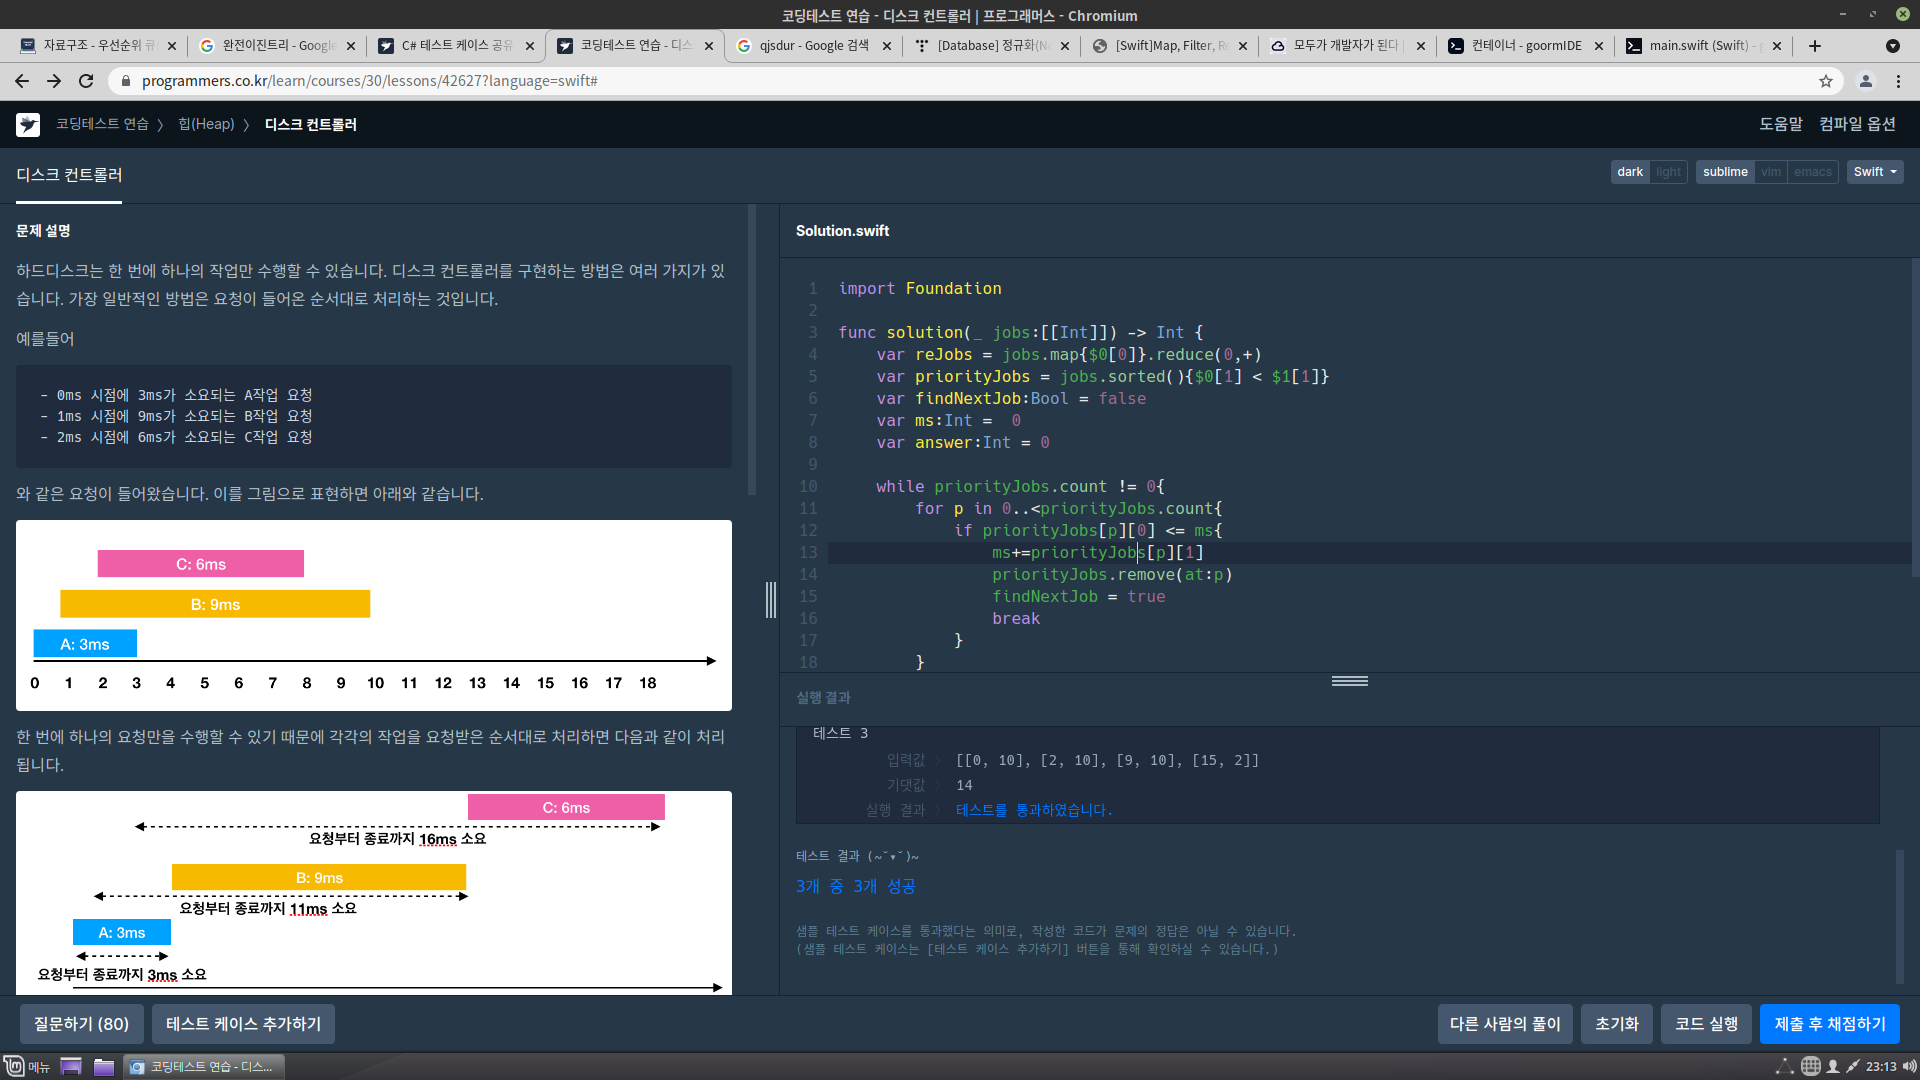 코딩테스트 연습 - 디스크 컨트롤러 | 프로그래머스 - Chromium
자료구조 - 우선순위 큐
완전이진트리 - Google
C# 테스트 케이스 공유
코딩테스트 연습 - 디스
qjsdur - Google 검색
[Database] 정규화(N
[Swift]Map, Filter, R
모두가 개발자가 된다
컨테이너 - goormIDE
main.swift (Swift) - g
programmers.co.kr/learn/courses/30/lessons/42627?language=swift#
코딩테스트 연습 〉 힙(Heap) 〉 디스크 컨트롤러
도움말 컴파일 옵션
디스크 컨트롤러
dark light sublime vim emacs Swift
문제 설명
하드디스크는 한 번에 하나의 작업만 수행할 수 있습니다. 디스크 컨트롤러를 구현하는 방법은 여러 가지가 있
습니다. 가장 일반적인 방법은 요청이 들어온 순서대로 처리하는 것입니다.
예를들어
- 0ms 시점에 3ms가 소요되는 A작업 요청
- 1ms 시점에 9ms가 소요되는 B작업 요청
- 2ms 시점에 6ms가 소요되는 C작업 요청
와 같은 요청이 들어왔습니다. 이를 그림으로 표현하면 아래와 같습니다.
C: 6ms
B: 9ms
A: 3ms
0 1 2 3 4 5 6 7 8 9 10 11 12 13 14 15 16 17 18
한 번에 하나의 요청만을 수행할 수 있기 때문에 각각의 작업을 요청받은 순서대로 처리하면 다음과 같이 처리
됩니다.
C: 6ms
요청부터 종료까지 16ms 소요
B: 9ms
요청부터 종료까지 11ms 소요
A: 3ms
요청부터 종료까지 3ms 소요
Solution.swift
1 import Foundation
2
3 func solution(_ jobs:[[Int]]) -> Int {
4     var reJobs = jobs.map{$0[0]}.reduce(0,+)
5     var priorityJobs = jobs.sorted(){$0[1] < $1[1]}
6     var findNextJob:Bool = false
7     var ms:Int =  0
8     var answer:Int = 0
9
10     while priorityJobs.count != 0{
11         for p in 0..<priorityJobs.count{
12             if priorityJobs[p][0] <= ms{
13                 ms+=priorityJobs[p][1]
14                 priorityJobs.remove(at:p)
15                 findNextJob = true
16                 break
17             }
18         }
실행 결과
테스트 3
입력값 〉 [[0, 10], [2, 10], [9, 10], [15, 2]]
기댓값 〉 14
실행 결과 〉 테스트를 통과하였습니다.
테스트 결과 (~˘▾˘)~
3개 중 3개 성공
샘플 테스트 케이스를 통과했다는 의미로, 작성한 코드가 문제의 정답은 아닐 수 있습니다.
(샘플 테스트 케이스는 [테스트 케이스 추가하기] 버튼을 통해 확인하실 수 있습니다.)
질문하기 (80) 테스트 케이스 추가하기
다른 사람의 풀이 초기화 코드 실행 제출 후 채점하기
메뉴
코딩테스트 연습 - 디스...
23:13